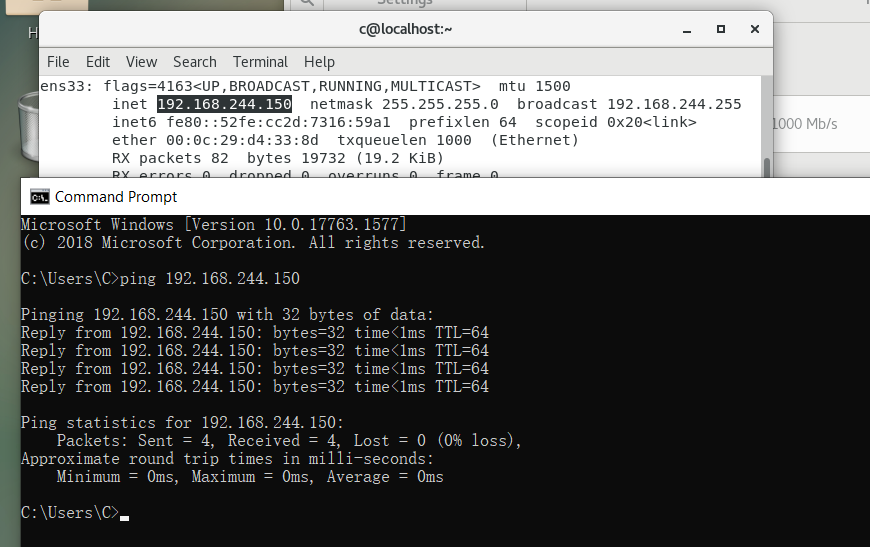 Settings
H
c@localhost:~
File Edit View Search Terminal Help
ens33: flags=4163<UP,BROADCAST,RUNNING,MULTICAST>  mtu 1500
        inet 192.168.244.150  netmask 255.255.255.0  broadcast 192.168.244.255
        inet6 fe80::52fe:cc2d:7316:59a1  prefixlen 64  scopeid 0x20<link>
        ether 00:0c:29:d4:33:8d  txqueuelen 1000  (Ethernet)
        RX packets 82  bytes 19732 (19.2 KiB)
        RX errors 0  dropped 0  overruns 0  frame 0
1000 Mb/s
Command Prompt
Microsoft Windows [Version 10.0.17763.1577]
(c) 2018 Microsoft Corporation. All rights reserved.
C:\Users\C>ping 192.168.244.150
Pinging 192.168.244.150 with 32 bytes of data:
Reply from 192.168.244.150: bytes=32 time<1ms TTL=64
Reply from 192.168.244.150: bytes=32 time<1ms TTL=64
Reply from 192.168.244.150: bytes=32 time<1ms TTL=64
Reply from 192.168.244.150: bytes=32 time<1ms TTL=64
Ping statistics for 192.168.244.150:
    Packets: Sent = 4, Received = 4, Lost = 0 (0% loss),
Approximate round trip times in milli-seconds:
    Minimum = 0ms, Maximum = 0ms, Average = 0ms
C:\Users\C>